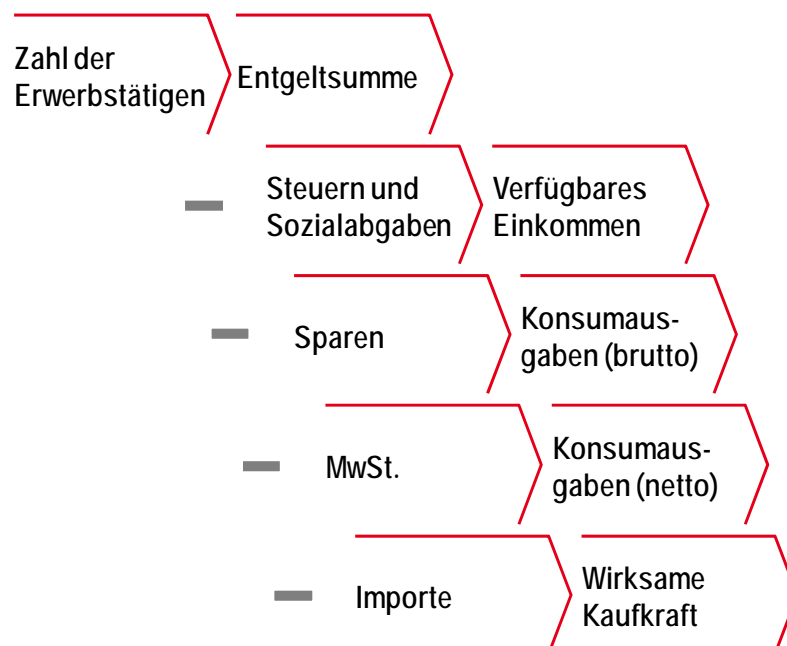 Zahl der
Erwerbstätigen
Entgeltsumme
Steuern und
Sozialabgaben
Verfügbares
Einkommen
Sparen
Konsumaus-
gaben (brutto)
MwSt.
Konsumaus-
gaben (netto)
Importe
Wirksame
Kaufkraft